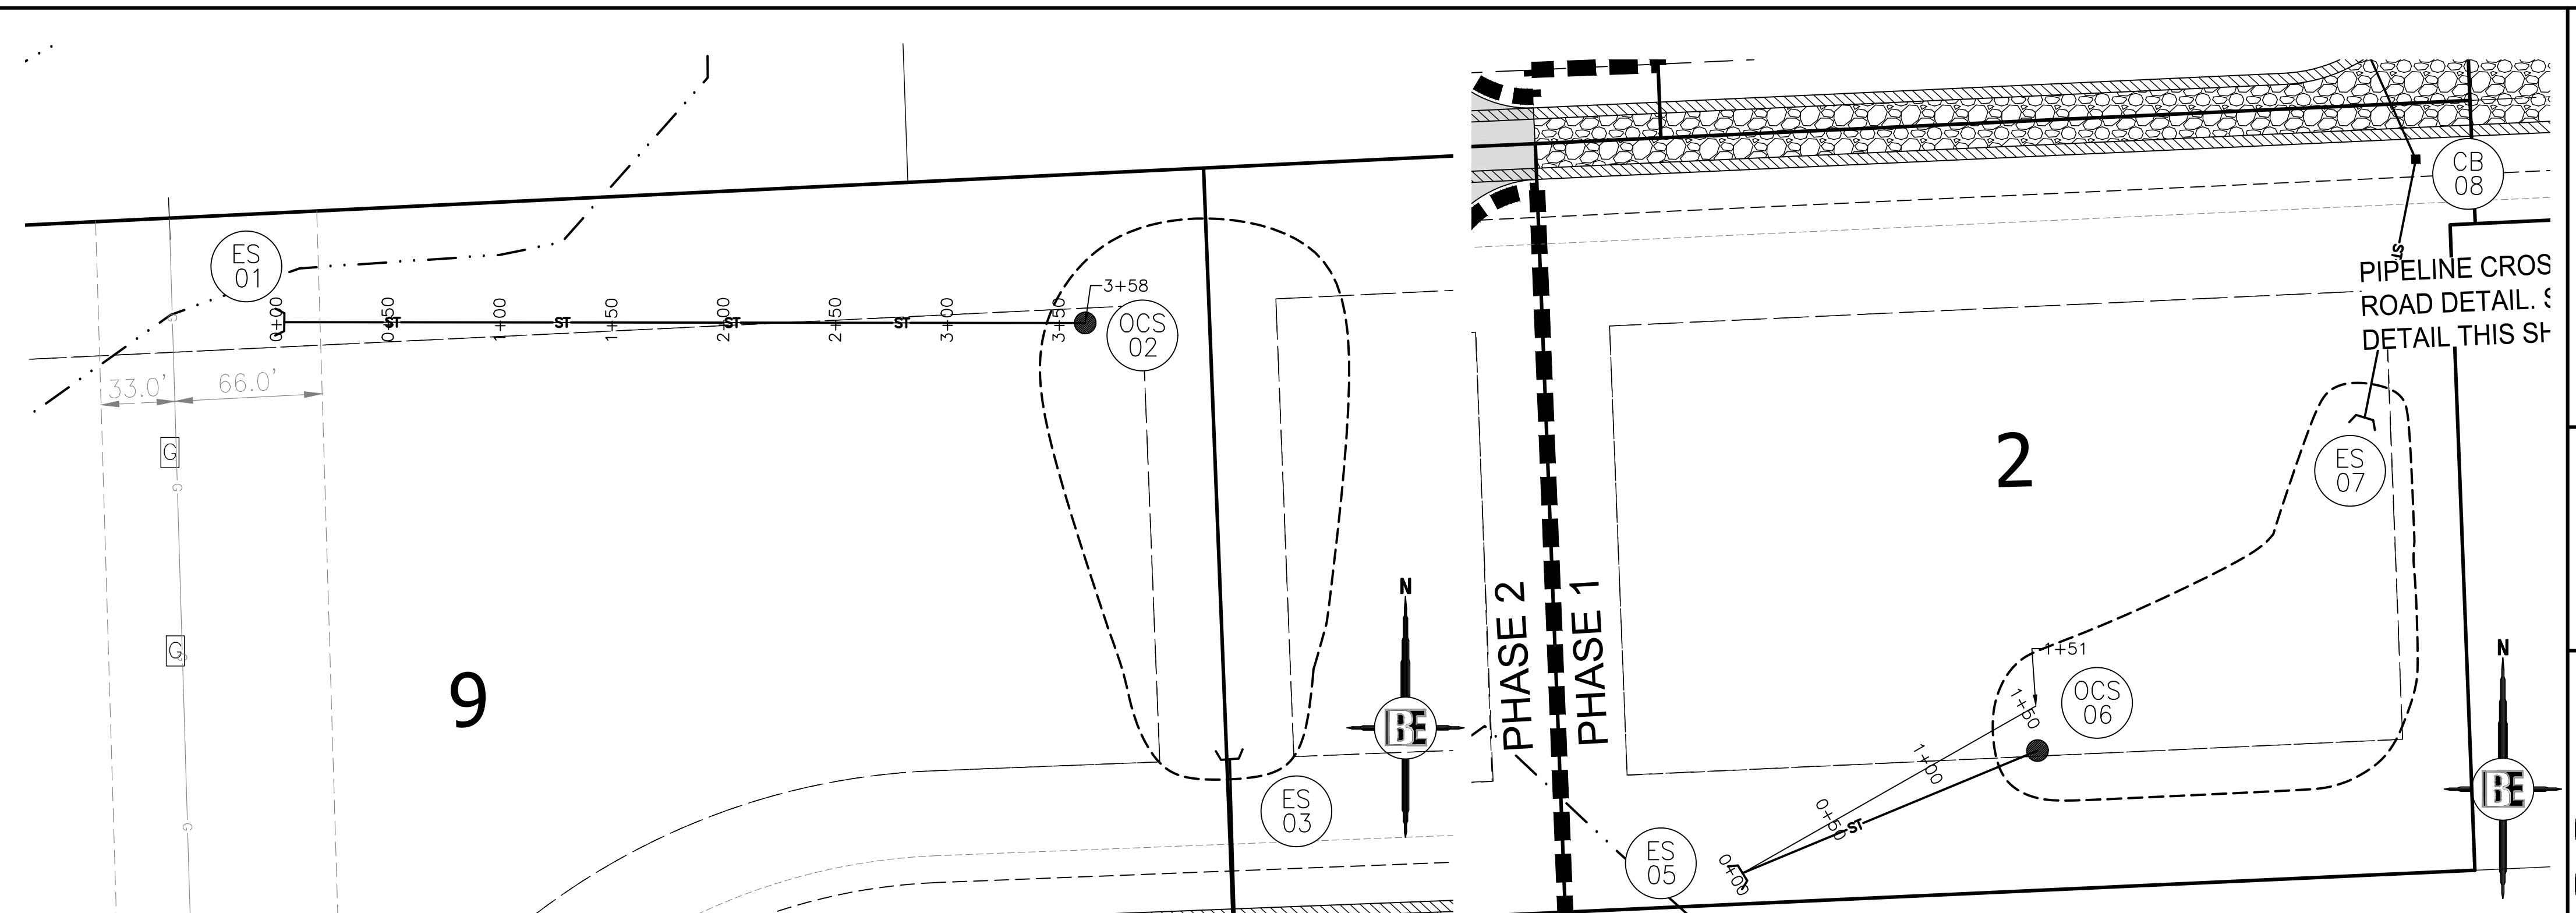 ES
01
0+00
0+50
1+00
1+50
2+00
2+50
3+00
3+50
3+58
ST
ST
ST
ST
OCS
02
33.0'
66.0'
G
G
G
G
G
G
9
N
BE
ES
03
PHASE 2
PHASE 1
2
CB
08
ST
PIPELINE CROS
ROAD DETAIL. S
DETAIL THIS SH
ES
07
1+51
OCS
06
1+50
1+00
0+50
ST
0+00
ES
05
N
BE